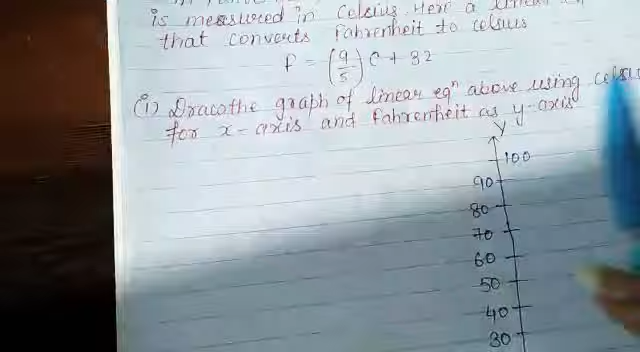 is measured in Celsius. Here a linear
that converts Fahrenheit to celsius
F = (9/5) C + 32
(i) Draw the graph of linear eqn above using celsius
for x-axis and fahrenheit as y-axis
Y
100
90
80
70
60
50
40
30